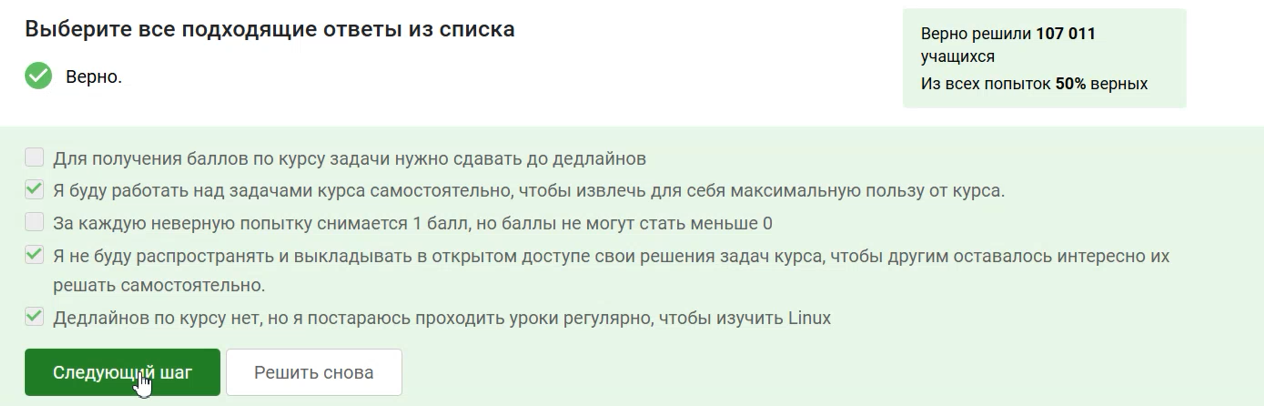 Выберите все подходящие ответы из списка
Верно.
Верно решили 107 011
учащихся
Из всех попыток 50% верных
Для получения баллов по курсу задачи нужно сдавать до дедлайнов
Я буду работать над задачами курса самостоятельно, чтобы извлечь для себя максимальную пользу от курса.
За каждую неверную попытку снимается 1 балл, но баллы не могут стать меньше 0
Я не буду распространять и выкладывать в открытом доступе свои решения задач курса, чтобы другим оставалось интересно их
решать самостоятельно.
Дедлайнов по курсу нет, но я постараюсь проходить уроки регулярно, чтобы изучить Linux
Следующий шаг
Решить снова